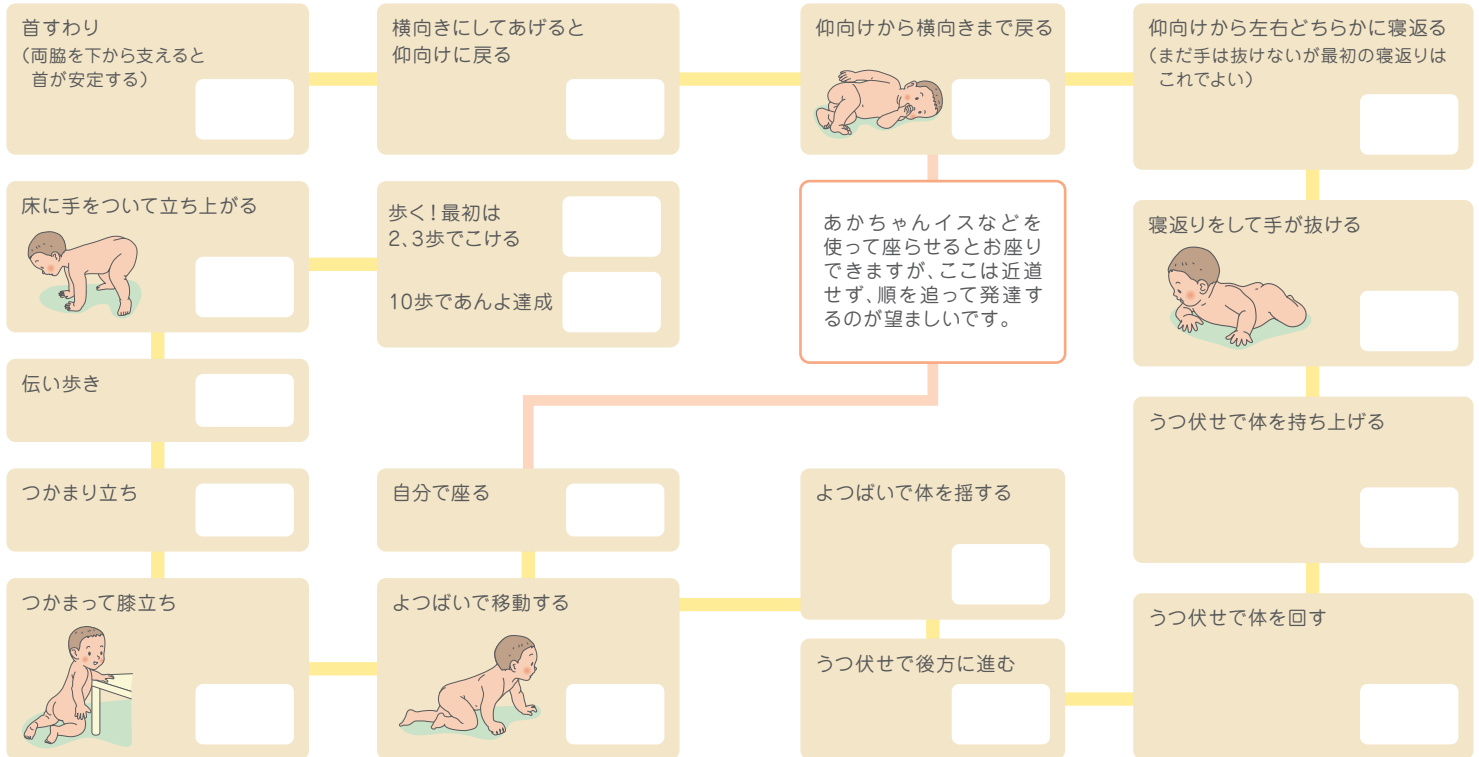 首すわり
（両脇を下から支えると
首が安定する）
横向きにしてあげると
仰向けに戻る
仰向けから横向きまで戻る
仰向けから左右どちらかに寝返る
（まだ手は抜けないが最初の寝返りは
これでよい）
床に手をついて立ち上がる
歩く！最初は
2、3歩でこける
10歩であんよ達成
あかちゃんイスなどを
使って座らせるとお座り
できますが、ここは近道
せず、順を追って発達す
るのが望ましいです。
寝返りをして手が抜ける
伝い歩き
うつ伏せで体を持ち上げる
つかまり立ち
自分で座る
よつばいで体を揺する
つかまって膝立ち
よつばいで移動する
うつ伏せで後方に進む
うつ伏せで体を回す